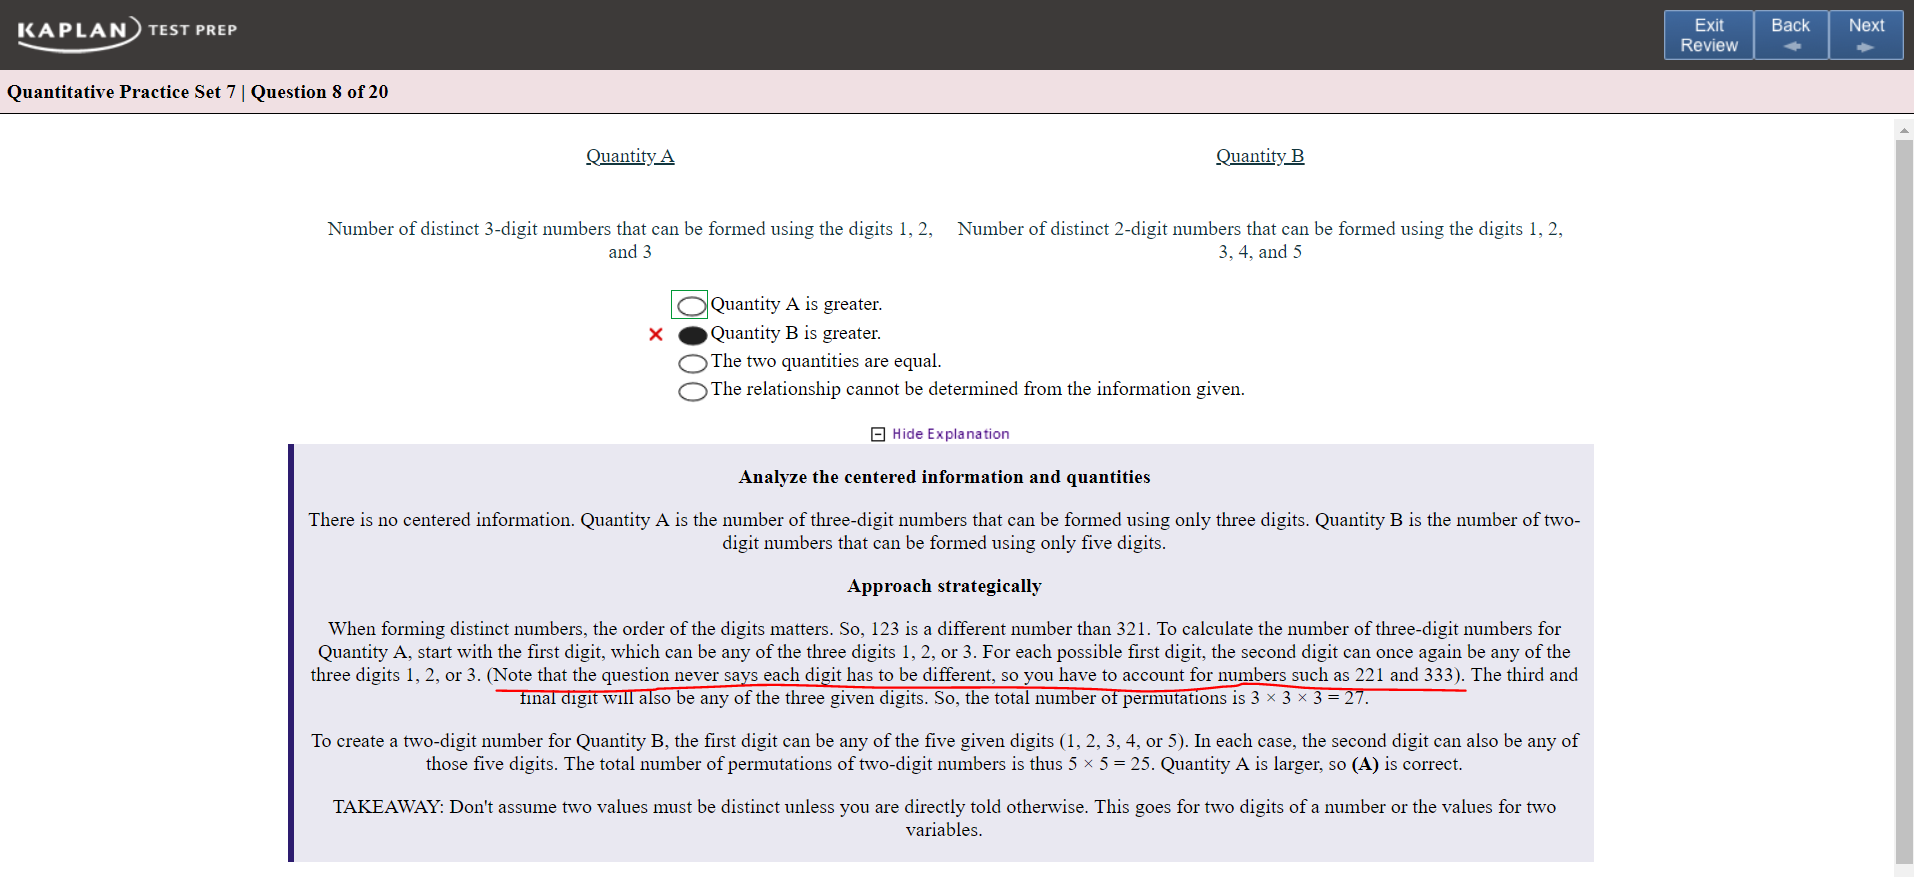 KAPLAN TEST PREP
Exit Review
Back
Next
Quantitative Practice Set 7 | Question 8 of 20
Quantity A
Quantity B
Number of distinct 3-digit numbers that can be formed using the digits 1, 2,
and 3
Number of distinct 2-digit numbers that can be formed using the digits 1, 2,
3, 4, and 5
Quantity A is greater.
Quantity B is greater.
The two quantities are equal.
The relationship cannot be determined from the information given.
Hide Explanation
Analyze the centered information and quantities
There is no centered information. Quantity A is the number of three-digit numbers that can be formed using only three digits. Quantity B is the number of two-
digit numbers that can be formed using only five digits.
Approach strategically
When forming distinct numbers, the order of the digits matters. So, 123 is a different number than 321. To calculate the number of three-digit numbers for
Quantity A, start with the first digit, which can be any of the three digits 1, 2, or 3. For each possible first digit, the second digit can once again be any of the
three digits 1, 2, or 3. (Note that the question never says each digit has to be different, so you have to account for numbers such as 221 and 333). The third and
final digit will also be any of the three given digits. So, the total number of permutations is 3 × 3 × 3 = 27.
To create a two-digit number for Quantity B, the first digit can be any of the five given digits (1, 2, 3, 4, or 5). In each case, the second digit can also be any of
those five digits. The total number of permutations of two-digit numbers is thus 5 × 5 = 25. Quantity A is larger, so (A) is correct.
TAKEAWAY: Don't assume two values must be distinct unless you are directly told otherwise. This goes for two digits of a number or the values for two
variables.